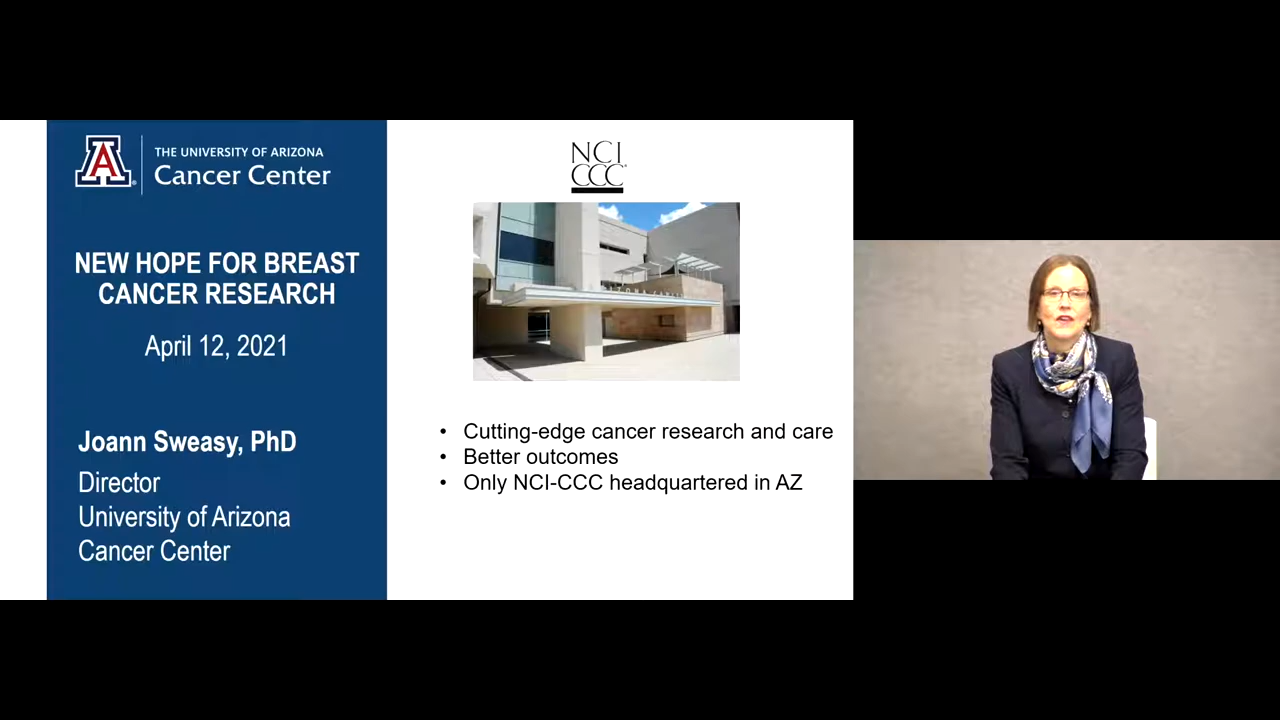 THE UNIVERSITY OF ARIZONA
Cancer Center
NEW HOPE FOR BREAST
CANCER RESEARCH
April 12, 2021
Joann Sweasy, PhD
Director
University of Arizona
Cancer Center
NCI
CCC
• Cutting-edge cancer research and care
• Better outcomes
• Only NCI-CCC headquartered in AZ